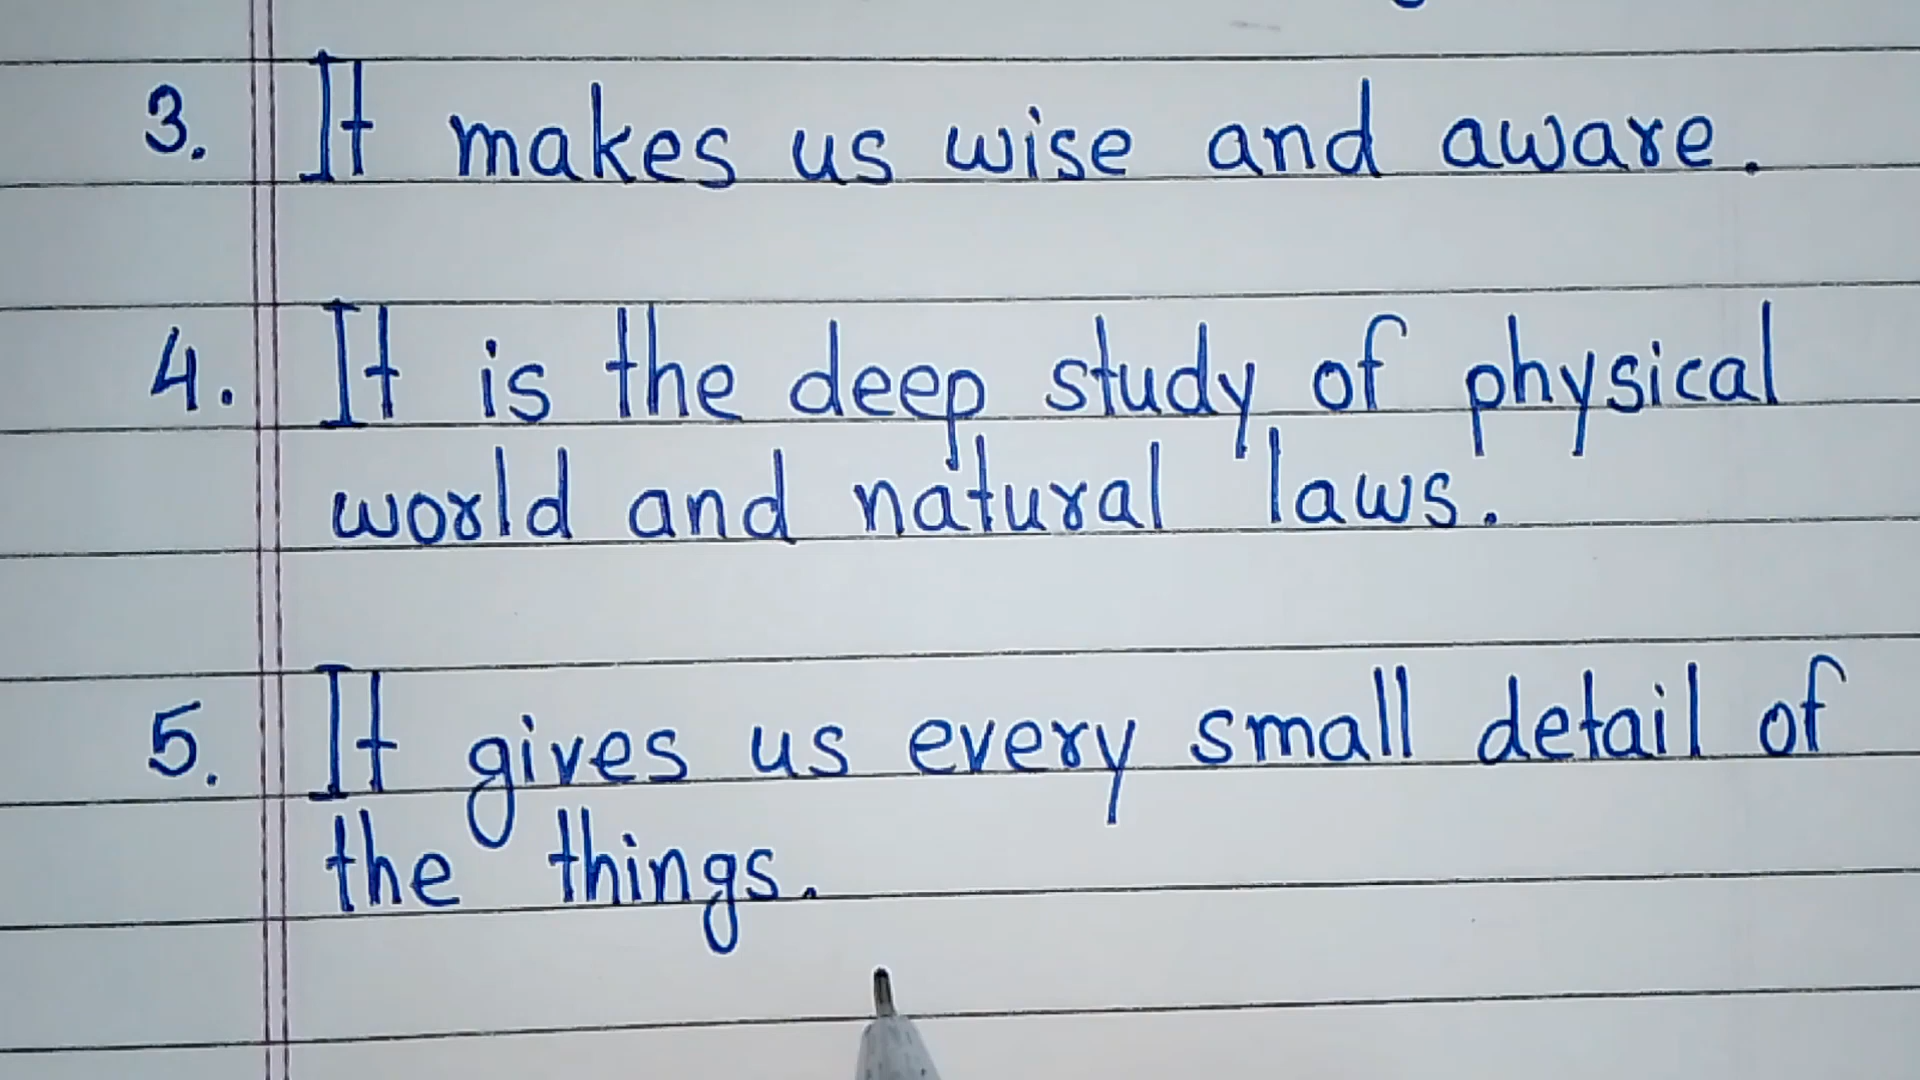 3. It makes us wise and aware.
4. It is the deep study of physical
world and natural laws.
5. It gives us every small detail of
the things.